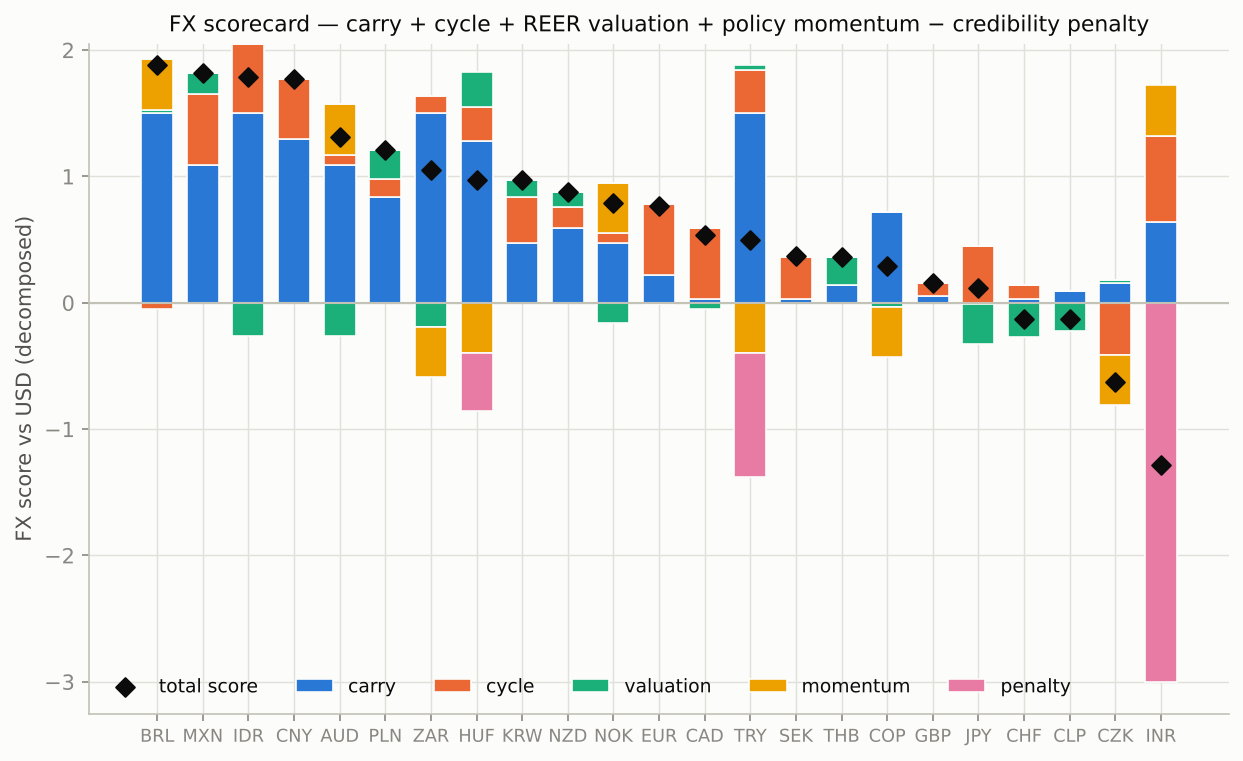 FX scorecard — carry + cycle + REER valuation + policy momentum − credibility penalty
FX score vs USD (decomposed)
2
1
0
−1
−2
−3
total score carry cycle valuation momentum penalty
BRL MXN IDR CNY AUD PLN ZAR HUF KRW NZD NOK EUR CAD TRY SEK THB COP GBP JPY CHF CLP CZK INR